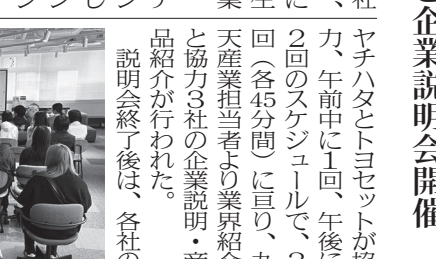 と企業説明会開催
ヤチハタとトヨセットが協
力、午前中に1回、午後に
2回のスケジュールで、3
回(各45分間)に亘り、九
天産業担当者より業界紹介
と協力3社の企業説明・
品紹介が行われた。
説明会終了後は、各社の